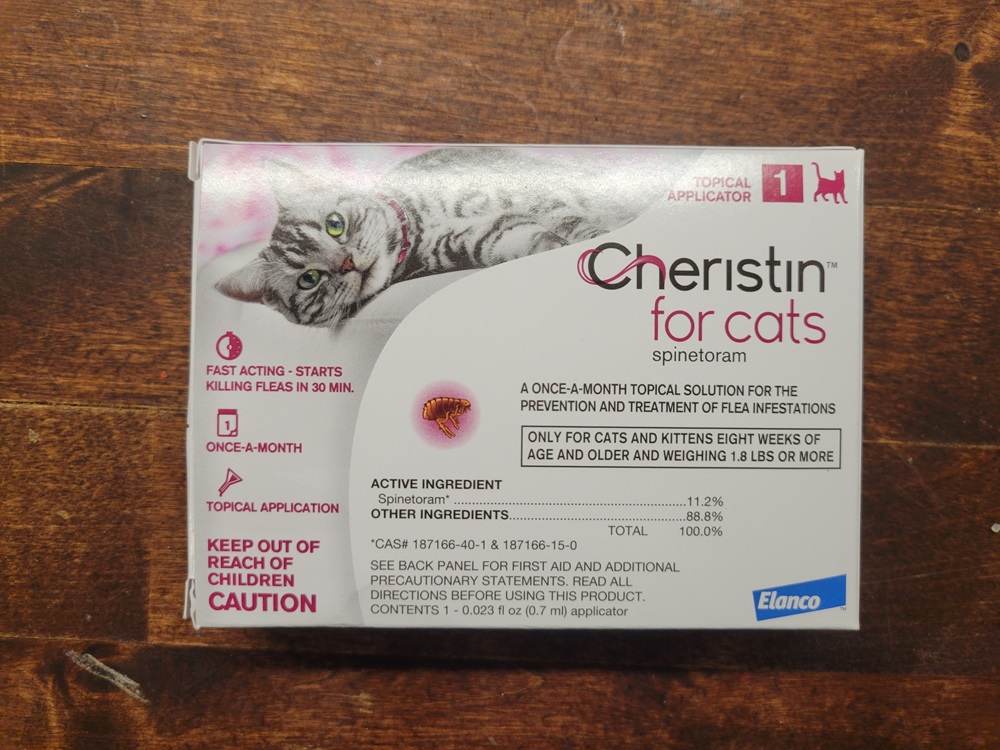 TOPICAL
APPLICATOR
1
Cheristin™
for cats
spinetoram
FAST ACTING - STARTS
KILLING FLEAS IN 30 MIN.
1
ONCE-A-MONTH
TOPICAL APPLICATION
KEEP OUT OF
REACH OF
CHILDREN
CAUTION
A ONCE-A-MONTH TOPICAL SOLUTION FOR THE
PREVENTION AND TREATMENT OF FLEA INFESTATIONS
ONLY FOR CATS AND KITTENS EIGHT WEEKS OF
AGE AND OLDER AND WEIGHING 1.8 LBS OR MORE
ACTIVE INGREDIENT
Spinetoram* ........................................................ 11.2%
OTHER INGREDIENTS.......................................... 88.8%
TOTAL 100.0%
*CAS# 187166-40-1 & 187166-15-0
SEE BACK PANEL FOR FIRST AID AND ADDITIONAL
PRECAUTIONARY STATEMENTS. READ ALL
DIRECTIONS BEFORE USING THIS PRODUCT.
CONTENTS 1 - 0.023 fl oz (0.7 ml) applicator
Elanco™